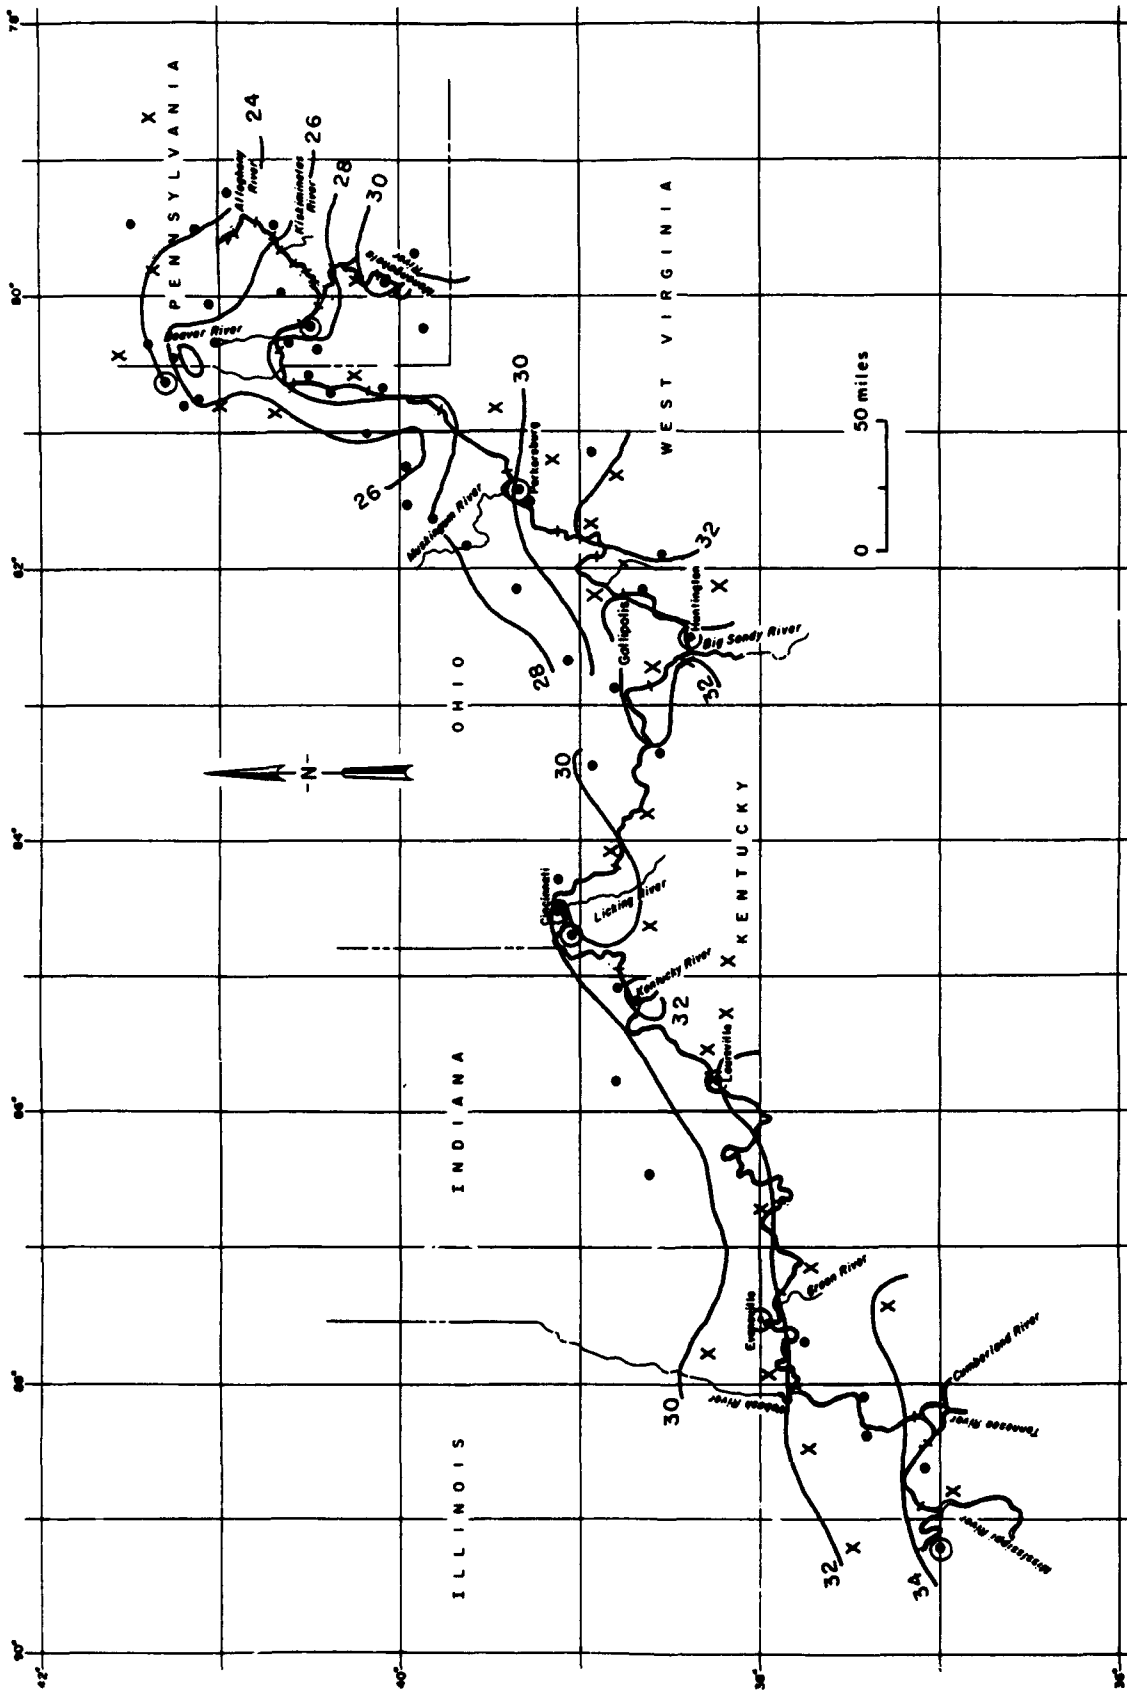 78°
80°
82°
84°
86°
88°
90°
42°
40°
38°
36°
PENNSYLVANIA
Allegheny
River
24
Kiskiminetas
River
26
28
30
Monongahela
River
Beaver River
WEST VIRGINIA
30
Parkersburg
26
Muskingum River
32
Huntington
Gallipolis
Big Sandy River
32
28
OHIO
-N-
30
0 50 miles
KENTUCKY
Cincinnati
Licking River
Kentucky River
32
Louisville
INDIANA
Evansville
Green River
Cumberland River
Tennessee River
Wabash River
30
ILLINOIS
32
34
Mississippi River